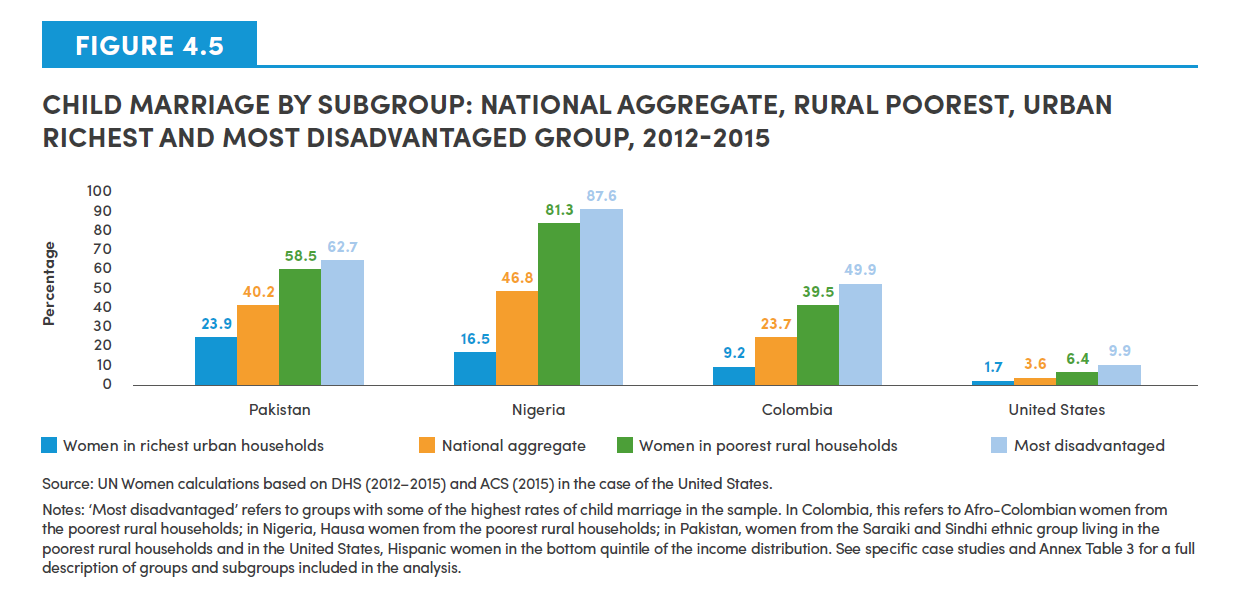 FIGURE 4.5
CHILD MARRIAGE BY SUBGROUP: NATIONAL AGGREGATE, RURAL POOREST, URBAN
RICHEST AND MOST DISADVANTAGED GROUP, 2012-2015
Percentage
100
90
80
70
60
50
40
30
20
10
0
23.9
40.2
58.5
62.7
16.5
46.8
81.3
87.6
9.2
23.7
39.5
49.9
1.7
3.6
6.4
9.9
Pakistan
Nigeria
Colombia
United States
Women in richest urban households
National aggregate
Women in poorest rural households
Most disadvantaged
Source: UN Women calculations based on DHS (2012–2015) and ACS (2015) in the case of the United States.
Notes: ‘Most disadvantaged’ refers to groups with some of the highest rates of child marriage in the sample. In Colombia, this refers to Afro-Colombian women from
the poorest rural households; in Nigeria, Hausa women from the poorest rural households; in Pakistan, women from the Saraiki and Sindhi ethnic group living in the
poorest rural households and in the United States, Hispanic women in the bottom quintile of the income distribution. See specific case studies and Annex Table 3 for a full
description of groups and subgroups included in the analysis.